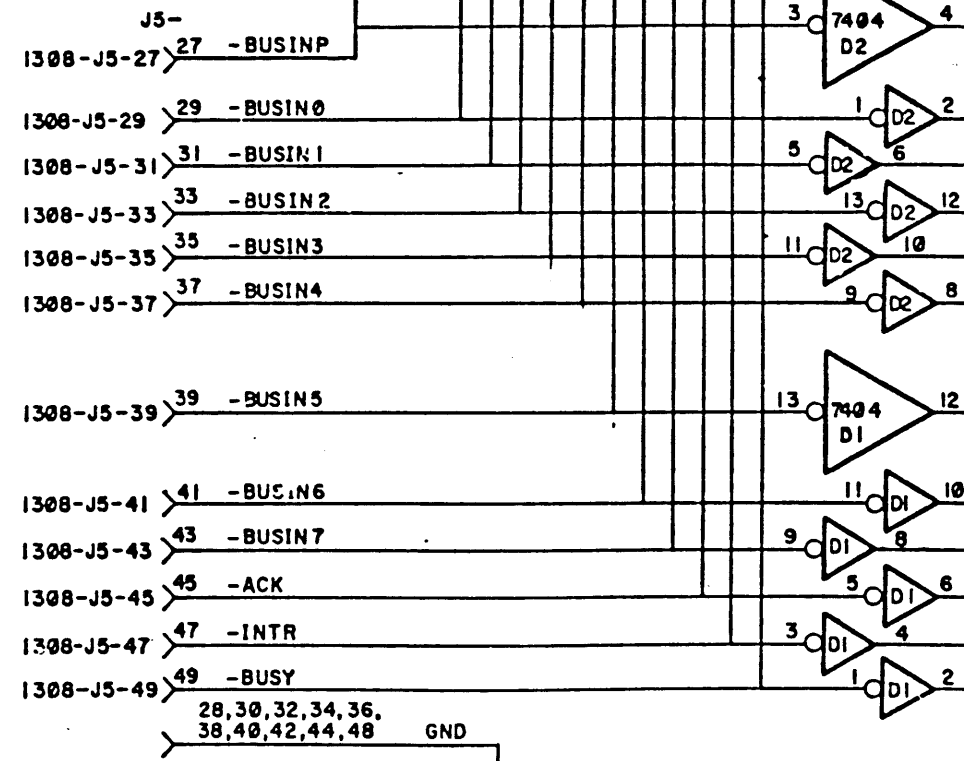 J5-
3 7404 4
D2
1308-J5-27 27 -BUSINP
1308-J5-29 29 -BUSIN0 1 D2 2
1308-J5-31 31 -BUSIN1 5 D2 6
1308-J5-33 33 -BUSIN2 13 D2 12
1308-J5-35 35 -BUSIN3 11 D2 10
1308-J5-37 37 -BUSIN4 9 D2 8
1308-J5-39 39 -BUSIN5 13 7404 12
D1
1308-J5-41 41 -BUSIN6 11 D1 10
1308-J5-43 43 -BUSIN7 9 D1 8
1308-J5-45 45 -ACK 5 D1 6
1308-J5-47 47 -INTR 3 D1 4
1308-J5-49 49 -BUSY 1 D1 2
28,30,32,34,36,
38,40,42,44,48 GND